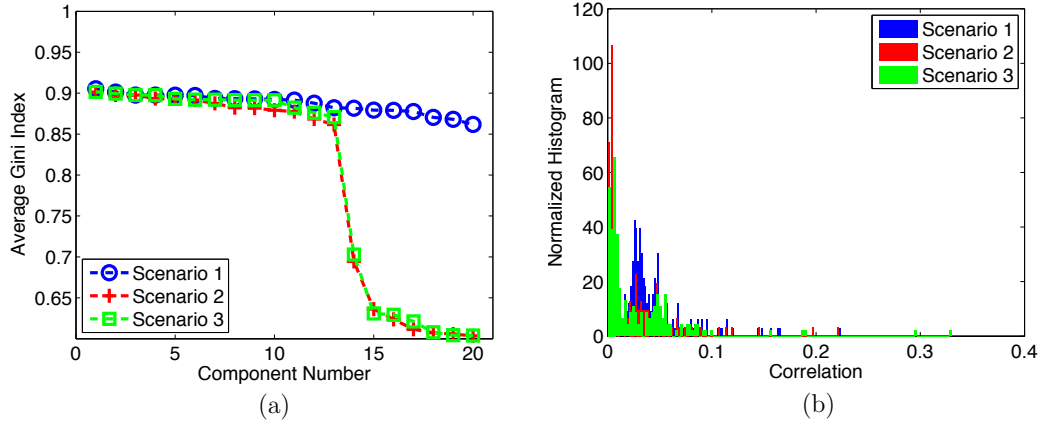 1
0.95
0.9
0.85
0.8
0.75
0.7
0.65
0
5
10
15
20
Average Gini Index
Component Number
Scenario 1
Scenario 2
Scenario 3
(a)
120
100
80
60
40
20
0
0
0.1
0.2
0.3
0.4
Normalized Histogram
Correlation
Scenario 1
Scenario 2
Scenario 3
(b)